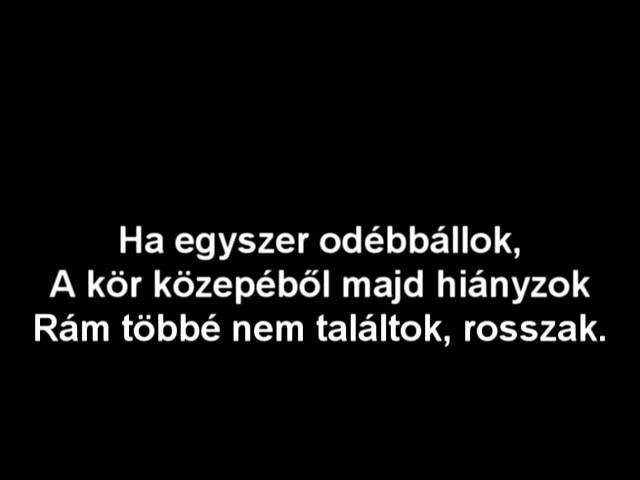 Ha egyszer odébbállok,
A kör közepéből majd hiányzok
Rám többé nem találtok, rosszak.